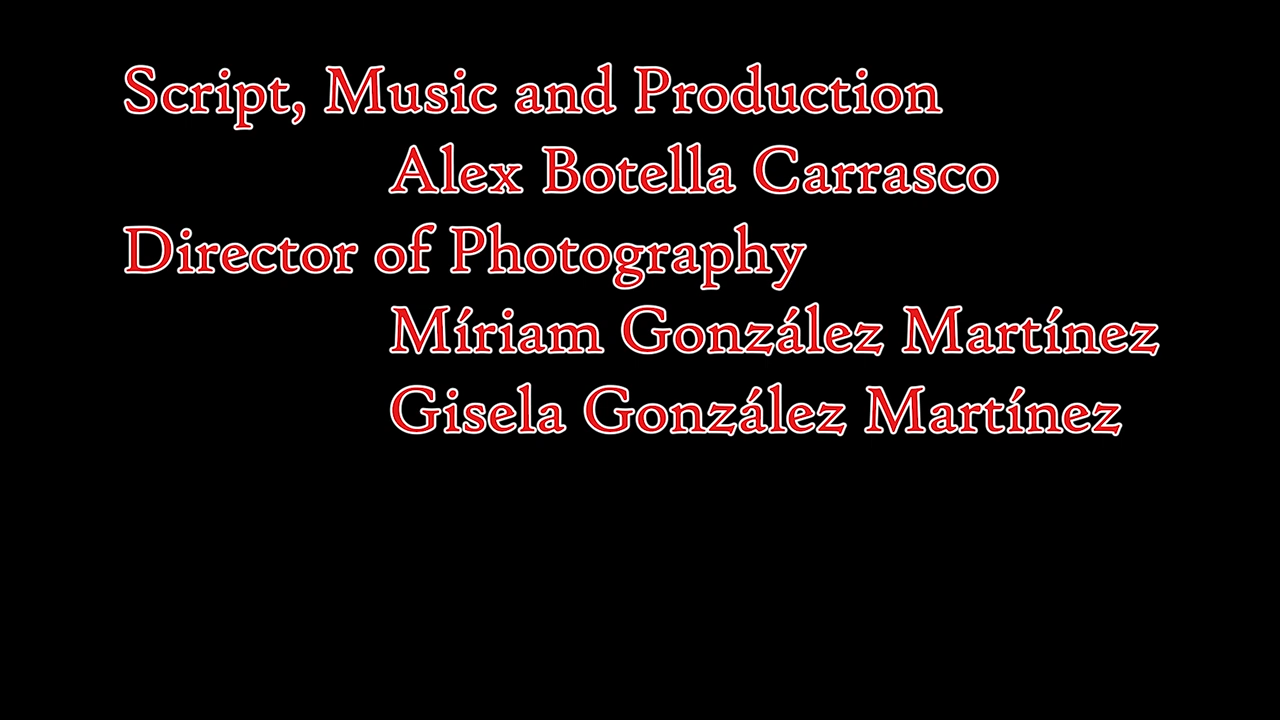 Script, Music and Production
Alex Botella Carrasco
Director of Photography
Míriam González Martínez
Gisela González Martínez